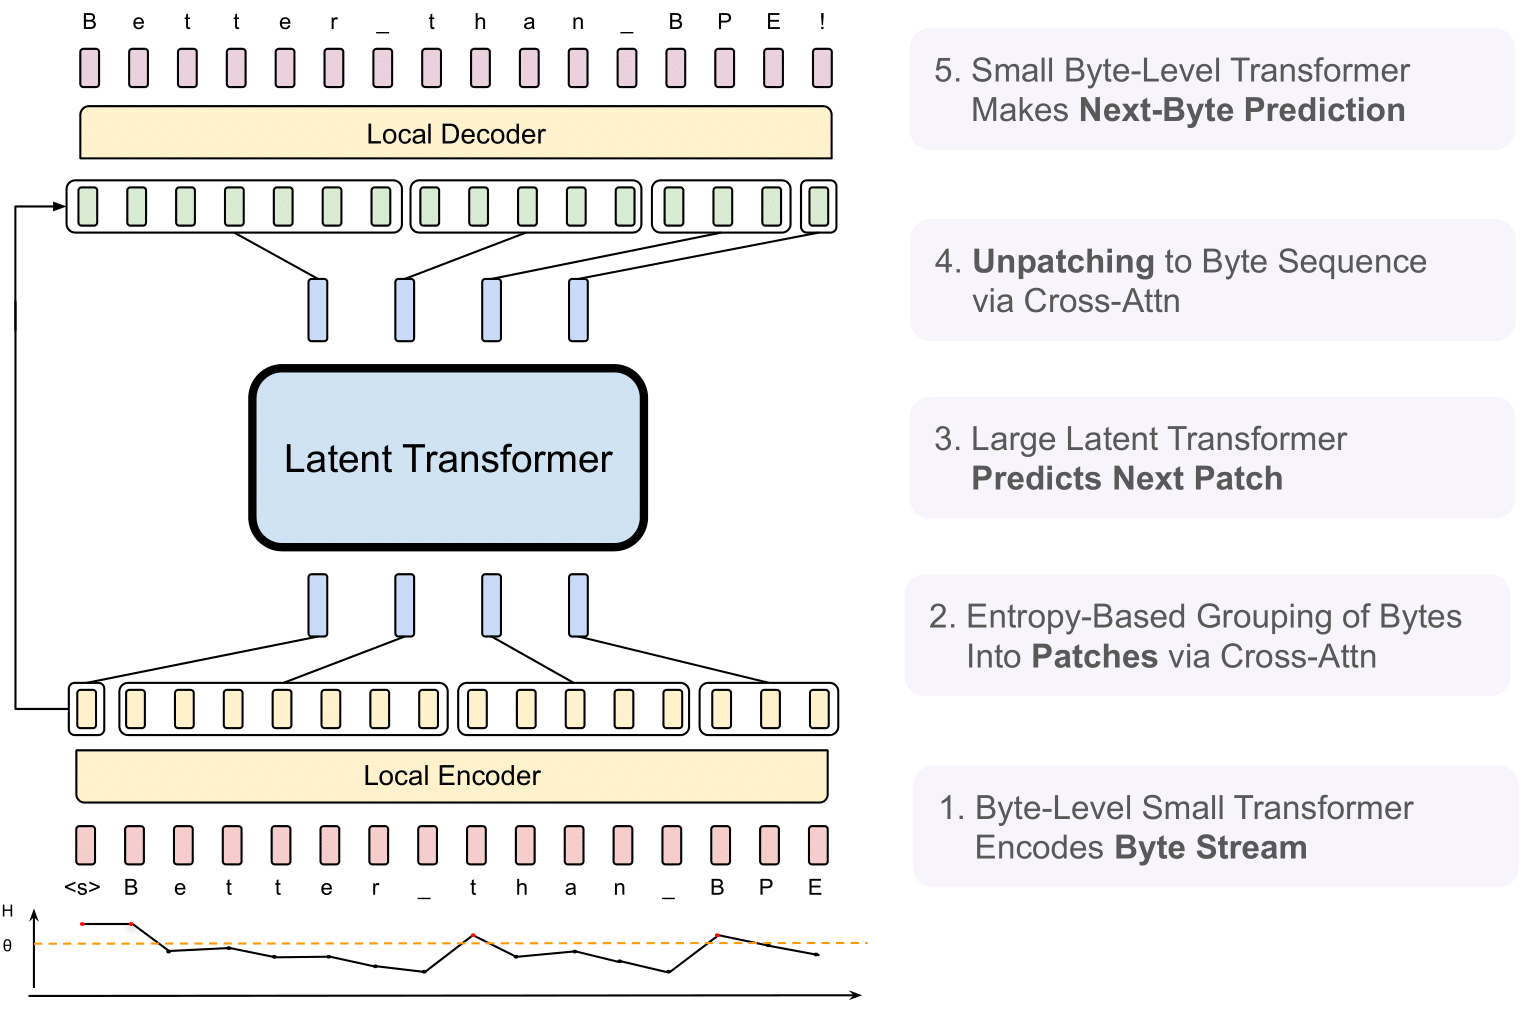 B e t t e r _ t h a n _ B P E !
Local Decoder
Latent Transformer
Local Encoder
<s> B e t t e r _ t h a n _ B P E
H
θ
5. Small Byte-Level Transformer
Makes Next-Byte Prediction
4. Unpatching to Byte Sequence
via Cross-Attn
3. Large Latent Transformer
Predicts Next Patch
2. Entropy-Based Grouping of Bytes
Into Patches via Cross-Attn
1. Byte-Level Small Transformer
Encodes Byte Stream